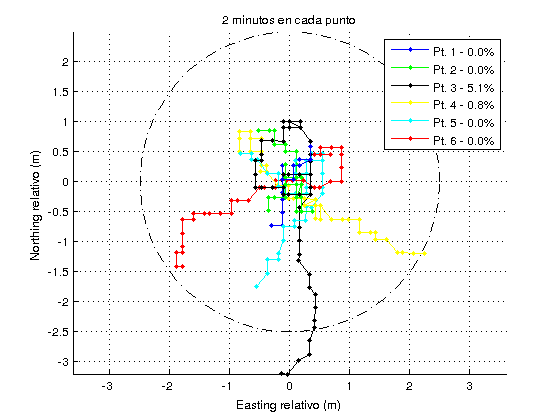 2 minutos en cada punto
Pt. 1 - 0.0%
Pt. 2 - 0.0%
Pt. 3 - 5.1%
Pt. 4 - 0.8%
Pt. 5 - 0.0%
Pt. 6 - 0.0%
Northing relativo (m)
2
1.5
1
0.5
0
-0.5
-1
-1.5
-2
-2.5
-3
-3 -2 -1 0 1 2 3
Easting relativo (m)